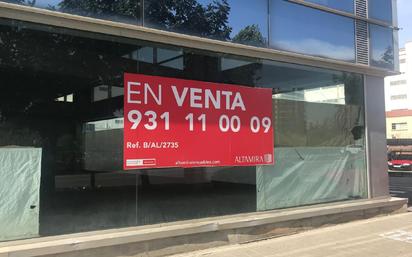 EN VENTA
931 11 00 09
Ref. B/AL/2735
altamirainmuebles.com
ALTAMIRA